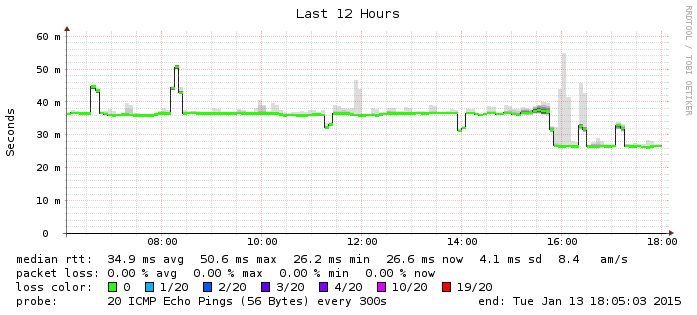 Last 12 Hours
RRDTOOL / TOBI OETIKER
Seconds
60 m
50 m
40 m
30 m
20 m
10 m
0
08:00 10:00 12:00 14:00 16:00 18:00
median rtt: 34.9 ms avg 50.6 ms max 26.2 ms min 26.6 ms now 4.1 ms sd 8.4 am/s
packet loss: 0.00 % avg 0.00 % max 0.00 % min 0.00 % now
loss color: 0 1/20 2/20 3/20 4/20 10/20 19/20
probe: 20 ICMP Echo Pings (56 Bytes) every 300s end: Tue Jan 13 18:05:03 2015